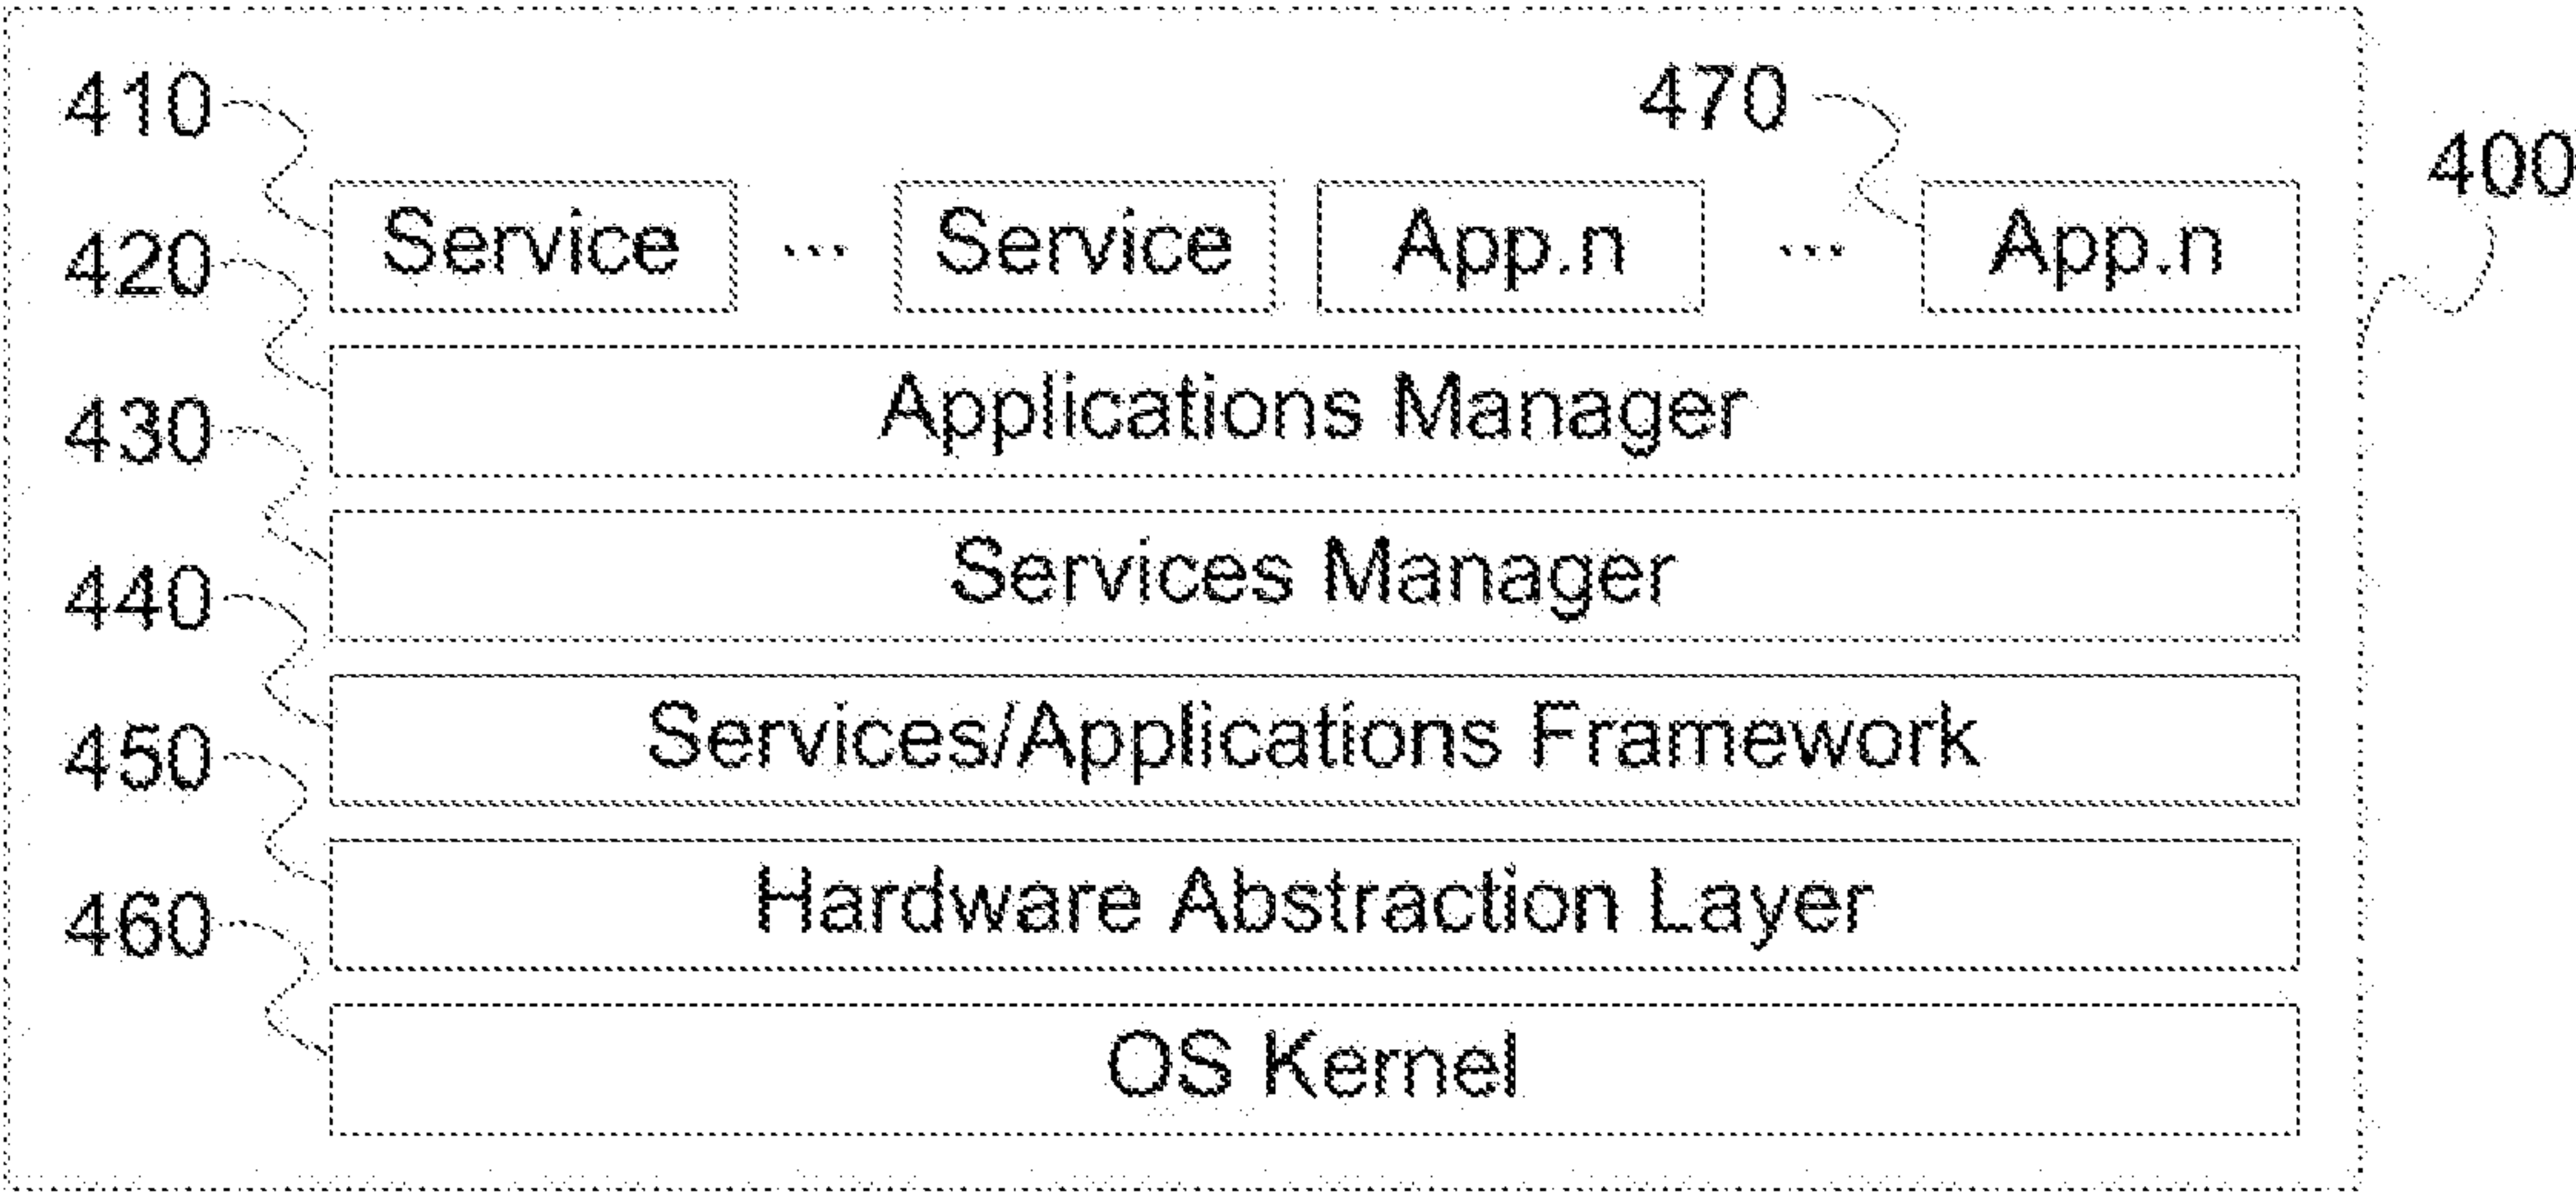 410
470
400
Service ... Service App.n ... App.n
420
Applications Manager
430
Services Manager
440
Services/Applications Framework
450
Hardware Abstraction Layer
460
OS Kernel